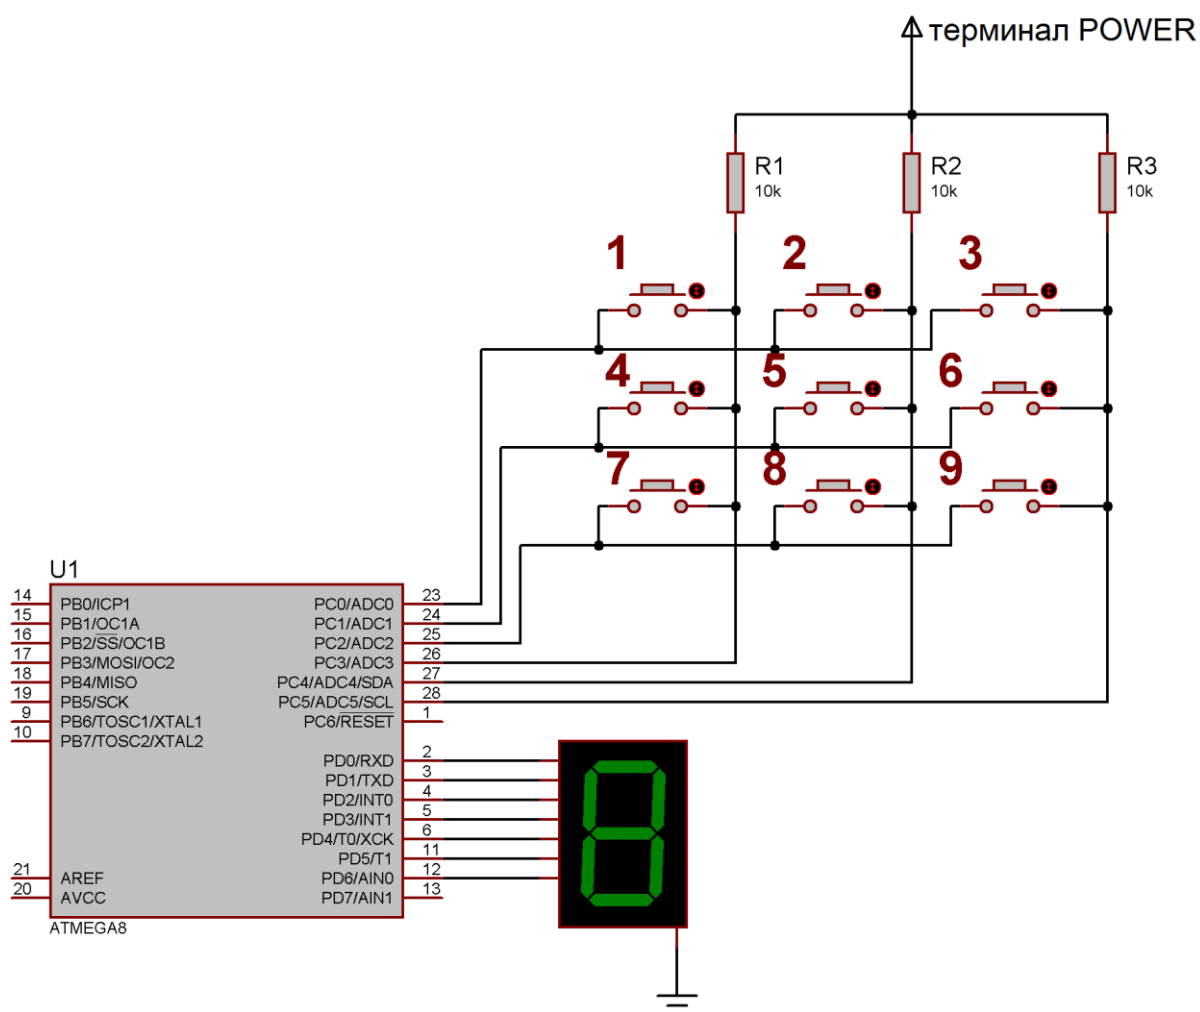 терминал POWER
R1
10k
R2
10k
R3
10k
1 2 3
4 5 6
7 8 9
U1
14 PB0/ICP1 PC0/ADC0 23
15 PB1/OC1A PC1/ADC1 24
16 PB2/SS/OC1B PC2/ADC2 25
17 PB3/MOSI/OC2 PC3/ADC3 26
18 PB4/MISO PC4/ADC4/SDA 27
19 PB5/SCK PC5/ADC5/SCL 28
9 PB6/TOSC1/XTAL1 PC6/RESET 1
10 PB7/TOSC2/XTAL2
PD0/RXD 2
PD1/TXD 3
PD2/INT0 4
PD3/INT1 5
PD4/T0/XCK 6
PD5/T1 11
21 AREF PD6/AIN0 12
20 AVCC PD7/AIN1 13
ATMEGA8
8